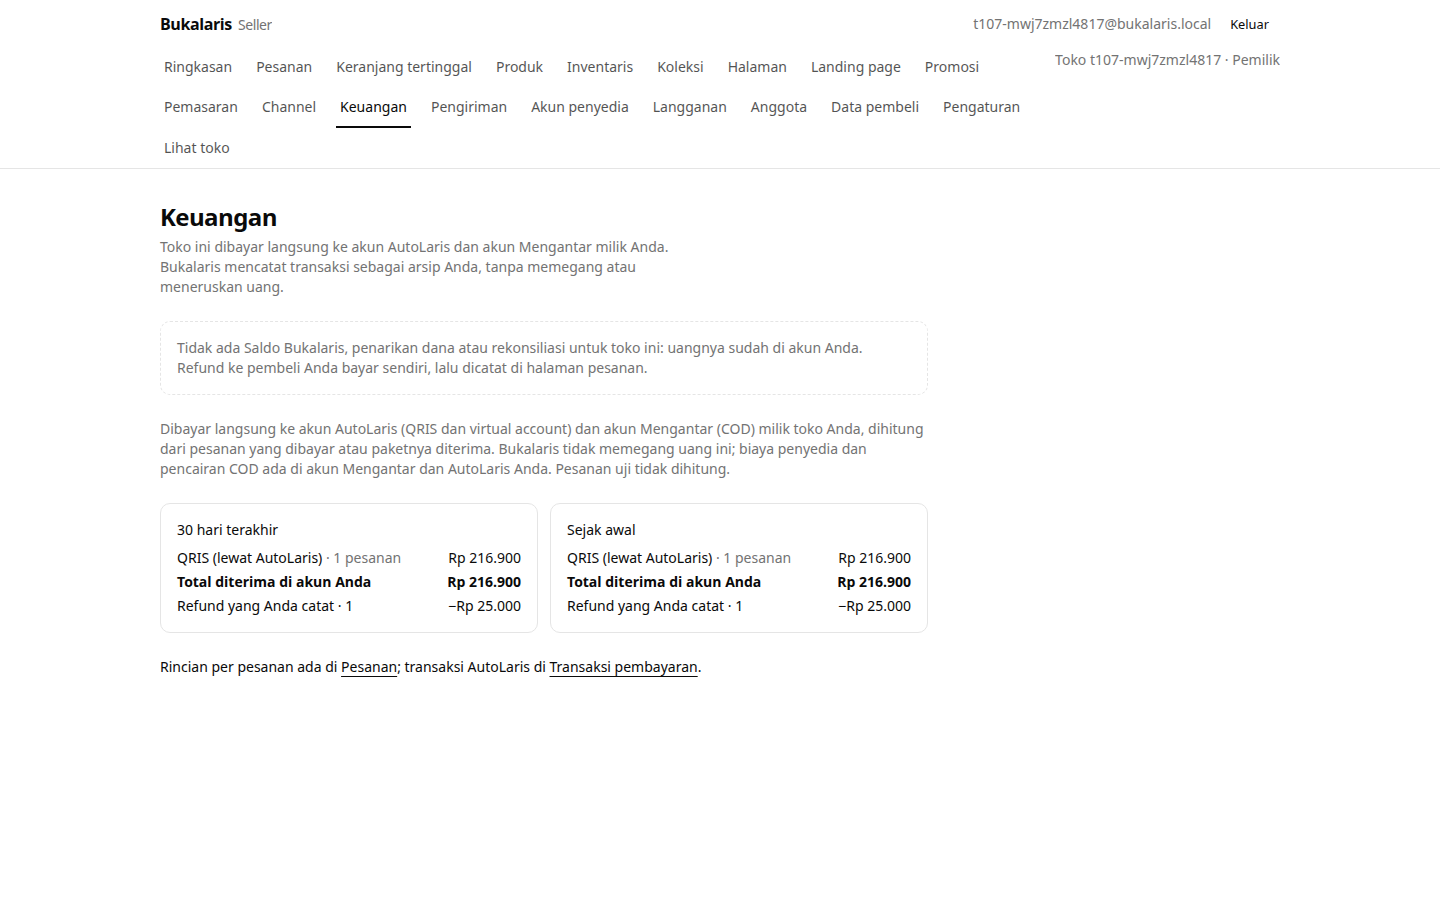 Bukalaris Seller
t107-mwj7zmzl4817@bukalaris.local Keluar
Ringkasan Pesanan Keranjang tertinggal Produk Inventaris Koleksi Halaman Landing page Promosi
Toko t107-mwj7zmzl4817 · Pemilik
Pemasaran Channel Keuangan Pengiriman Akun penyedia Langganan Anggota Data pembeli Pengaturan
Lihat toko
Keuangan
Toko ini dibayar langsung ke akun AutoLaris dan akun Mengantar milik Anda.
Bukalaris mencatat transaksi sebagai arsip Anda, tanpa memegang atau
meneruskan uang.
Tidak ada Saldo Bukalaris, penarikan dana atau rekonsiliasi untuk toko ini: uangnya sudah di akun Anda.
Refund ke pembeli Anda bayar sendiri, lalu dicatat di halaman pesanan.
Dibayar langsung ke akun AutoLaris (QRIS dan virtual account) dan akun Mengantar (COD) milik toko Anda, dihitung
dari pesanan yang dibayar atau paketnya diterima. Bukalaris tidak memegang uang ini; biaya penyedia dan
pencairan COD ada di akun Mengantar dan AutoLaris Anda. Pesanan uji tidak dihitung.
30 hari terakhir
QRIS (lewat AutoLaris) · 1 pesanan Rp 216.900
Total diterima di akun Anda Rp 216.900
Refund yang Anda catat · 1 −Rp 25.000
Sejak awal
QRIS (lewat AutoLaris) · 1 pesanan Rp 216.900
Total diterima di akun Anda Rp 216.900
Refund yang Anda catat · 1 −Rp 25.000
Rincian per pesanan ada di Pesanan; transaksi AutoLaris di Transaksi pembayaran.